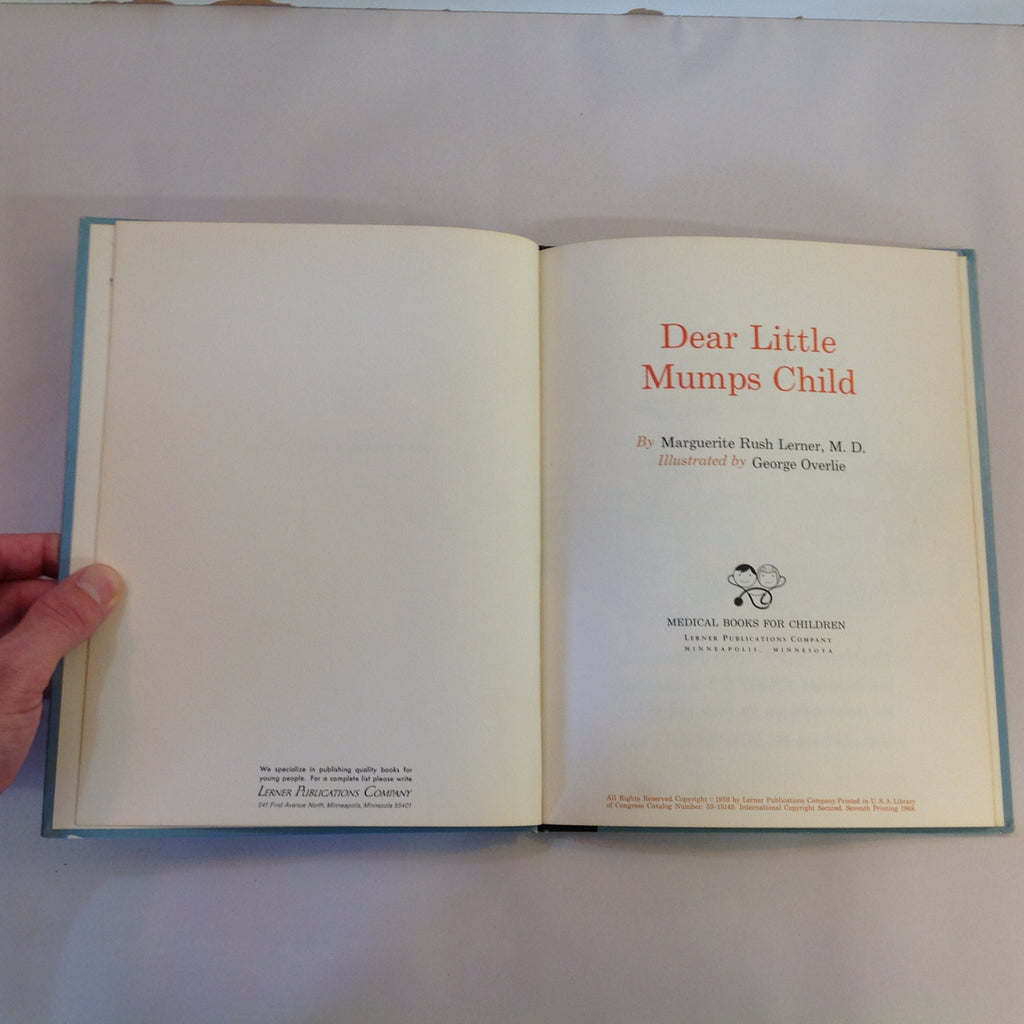 We specialize in publishing quality books for
young people. For a complete list please write
LERNER PUBLICATIONS COMPANY
241 First Avenue North, Minneapolis, Minnesota 55401
Dear Little
Mumps Child
By Marguerite Rush Lerner, M. D.
Illustrated by George Overlie
MEDICAL BOOKS FOR CHILDREN
LERNER PUBLICATIONS COMPANY
MINNEAPOLIS, MINNESOTA
All Rights Reserved. Copyright © 1959 by Lerner Publications Company. Printed in U.S.A. Library
of Congress Catalog Number: 59-15145. International Copyright Secured. Seventh Printing 1968.